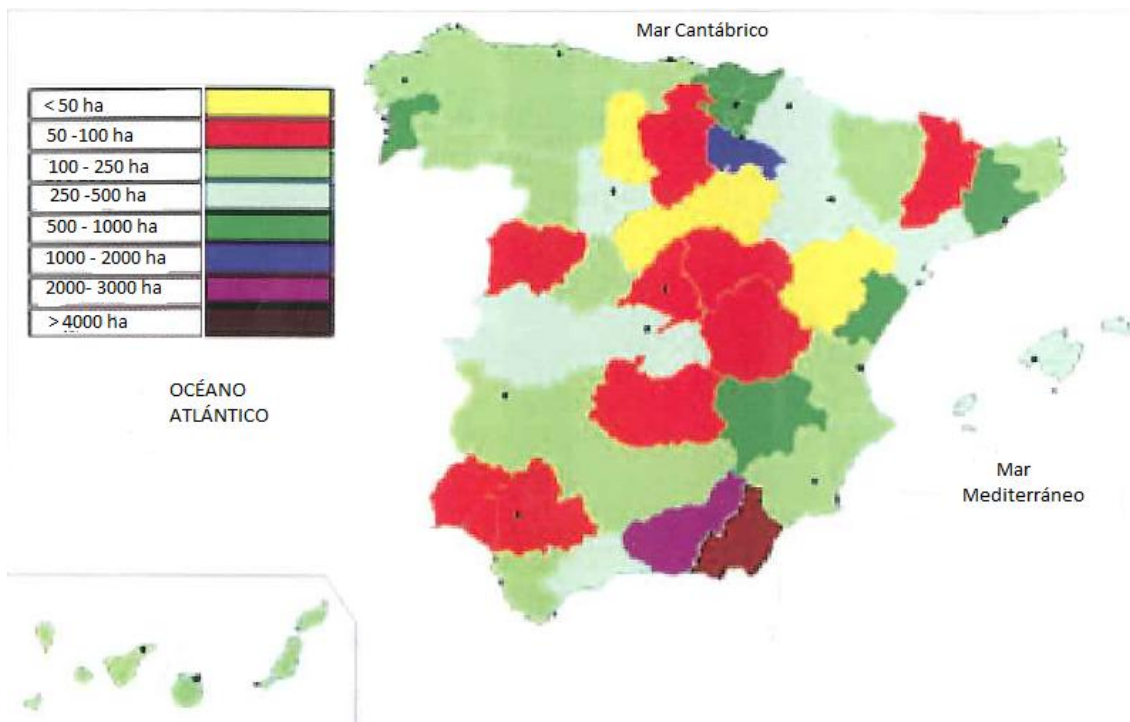 Mar Cantábrico
< 50 ha
50 -100 ha
100 - 250 ha
250 -500 ha
500 - 1000 ha
1000 - 2000 ha
2000- 3000 ha
> 4000 ha
OCÉANO
ATLÁNTICO
Mar
Mediterráneo